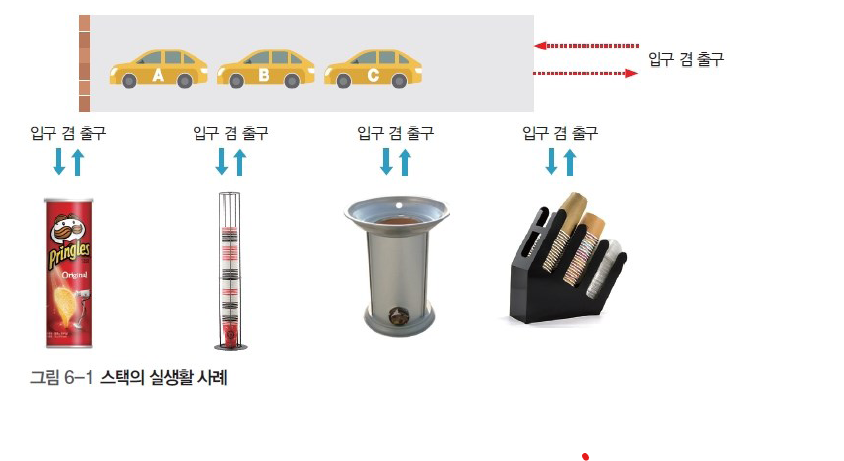 A B C
입구 겸 출구
입구 겸 출구 입구 겸 출구 입구 겸 출구 입구 겸 출구
Pringles
Original
그림 6–1 스택의 실생활 사례